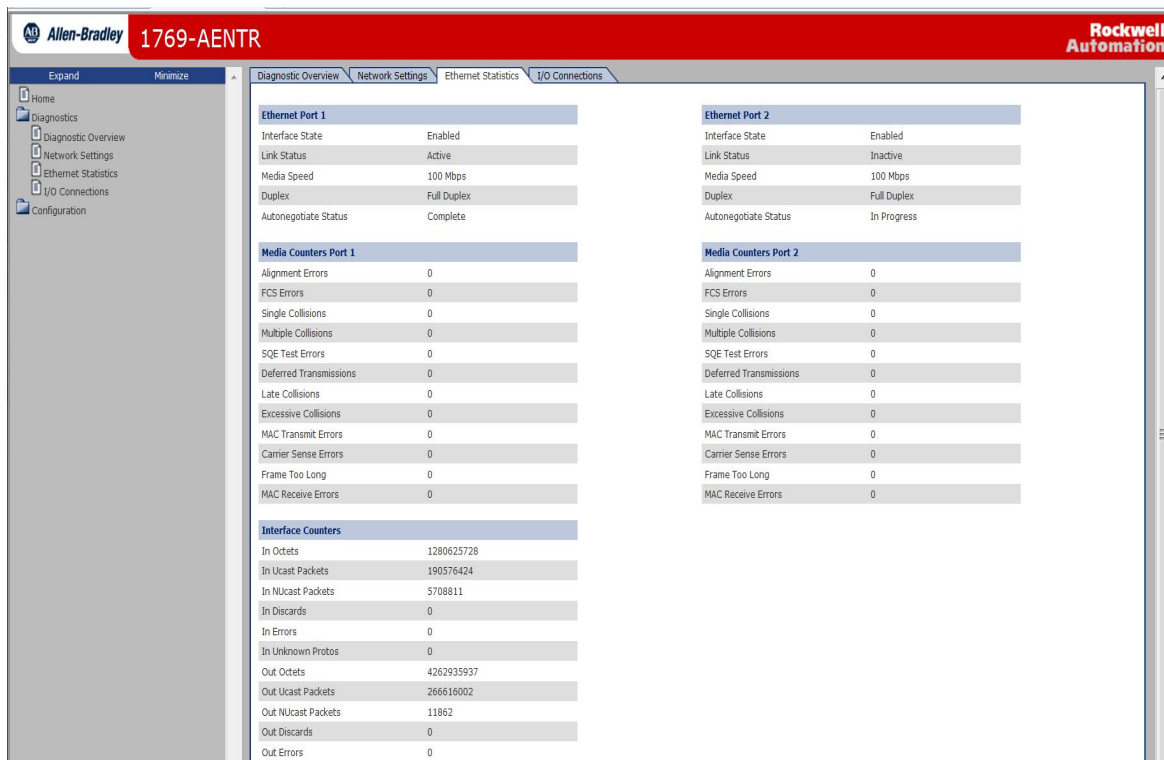 Allen-Bradley
1769-AENTR
Rockwell
Automation
Expand Minimize
Home
Diagnostics
Diagnostic Overview
Network Settings
Ethernet Statistics
I/O Connections
Configuration
Diagnostic Overview Network Settings Ethernet Statistics I/O Connections
Ethernet Port 1
Interface State Enabled
Link Status Active
Media Speed 100 Mbps
Duplex Full Duplex
Autonegotiate Status Complete
Ethernet Port 2
Interface State Enabled
Link Status Inactive
Media Speed 100 Mbps
Duplex Full Duplex
Autonegotiate Status In Progress
Media Counters Port 1
Alignment Errors 0
FCS Errors 0
Single Collisions 0
Multiple Collisions 0
SQE Test Errors 0
Deferred Transmissions 0
Late Collisions 0
Excessive Collisions 0
MAC Transmit Errors 0
Carrier Sense Errors 0
Frame Too Long 0
MAC Receive Errors 0
Media Counters Port 2
Alignment Errors 0
FCS Errors 0
Single Collisions 0
Multiple Collisions 0
SQE Test Errors 0
Deferred Transmissions 0
Late Collisions 0
Excessive Collisions 0
MAC Transmit Errors 0
Carrier Sense Errors 0
Frame Too Long 0
MAC Receive Errors 0
Interface Counters
In Octets 1280625728
In Ucast Packets 190576424
In NUcast Packets 5708811
In Discards 0
In Errors 0
In Unknown Protos 0
Out Octets 4262935937
Out Ucast Packets 266616002
Out NUcast Packets 11862
Out Discards 0
Out Errors 0